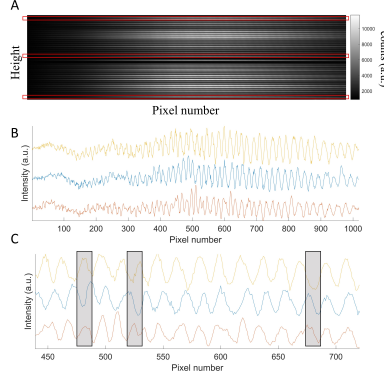 A
Height
10000
8000
6000
4000
2000
counts (a.u.)
Pixel number
B
Intensity (a.u.)
100 200 300 400 500 600 700 800 900 1000
Pixel number
C
Intensity (a.u.)
450 500 550 600 650 700
Pixel number